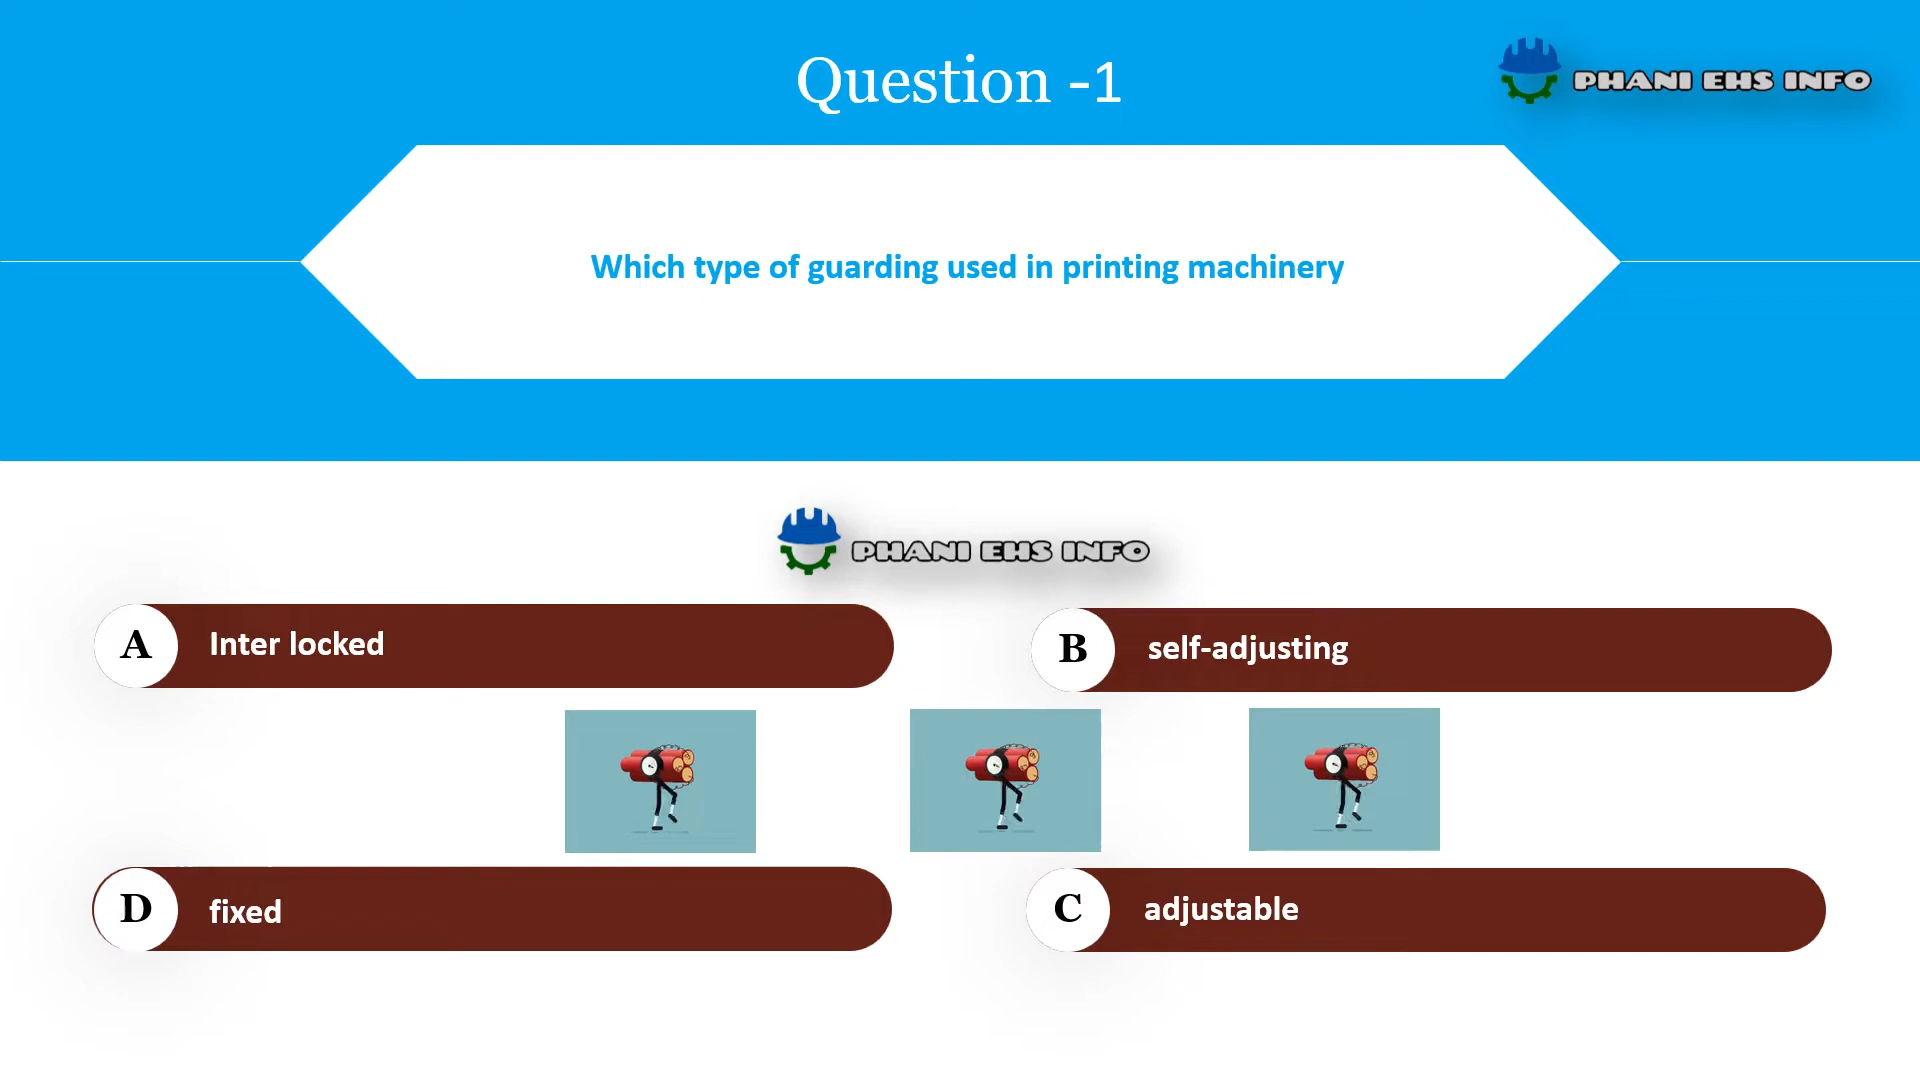 Question -1
PHANI EHS INFO
Which type of guarding used in printing machinery
PHANI EHS INFO
A Inter locked
B self-adjusting
D fixed
C adjustable